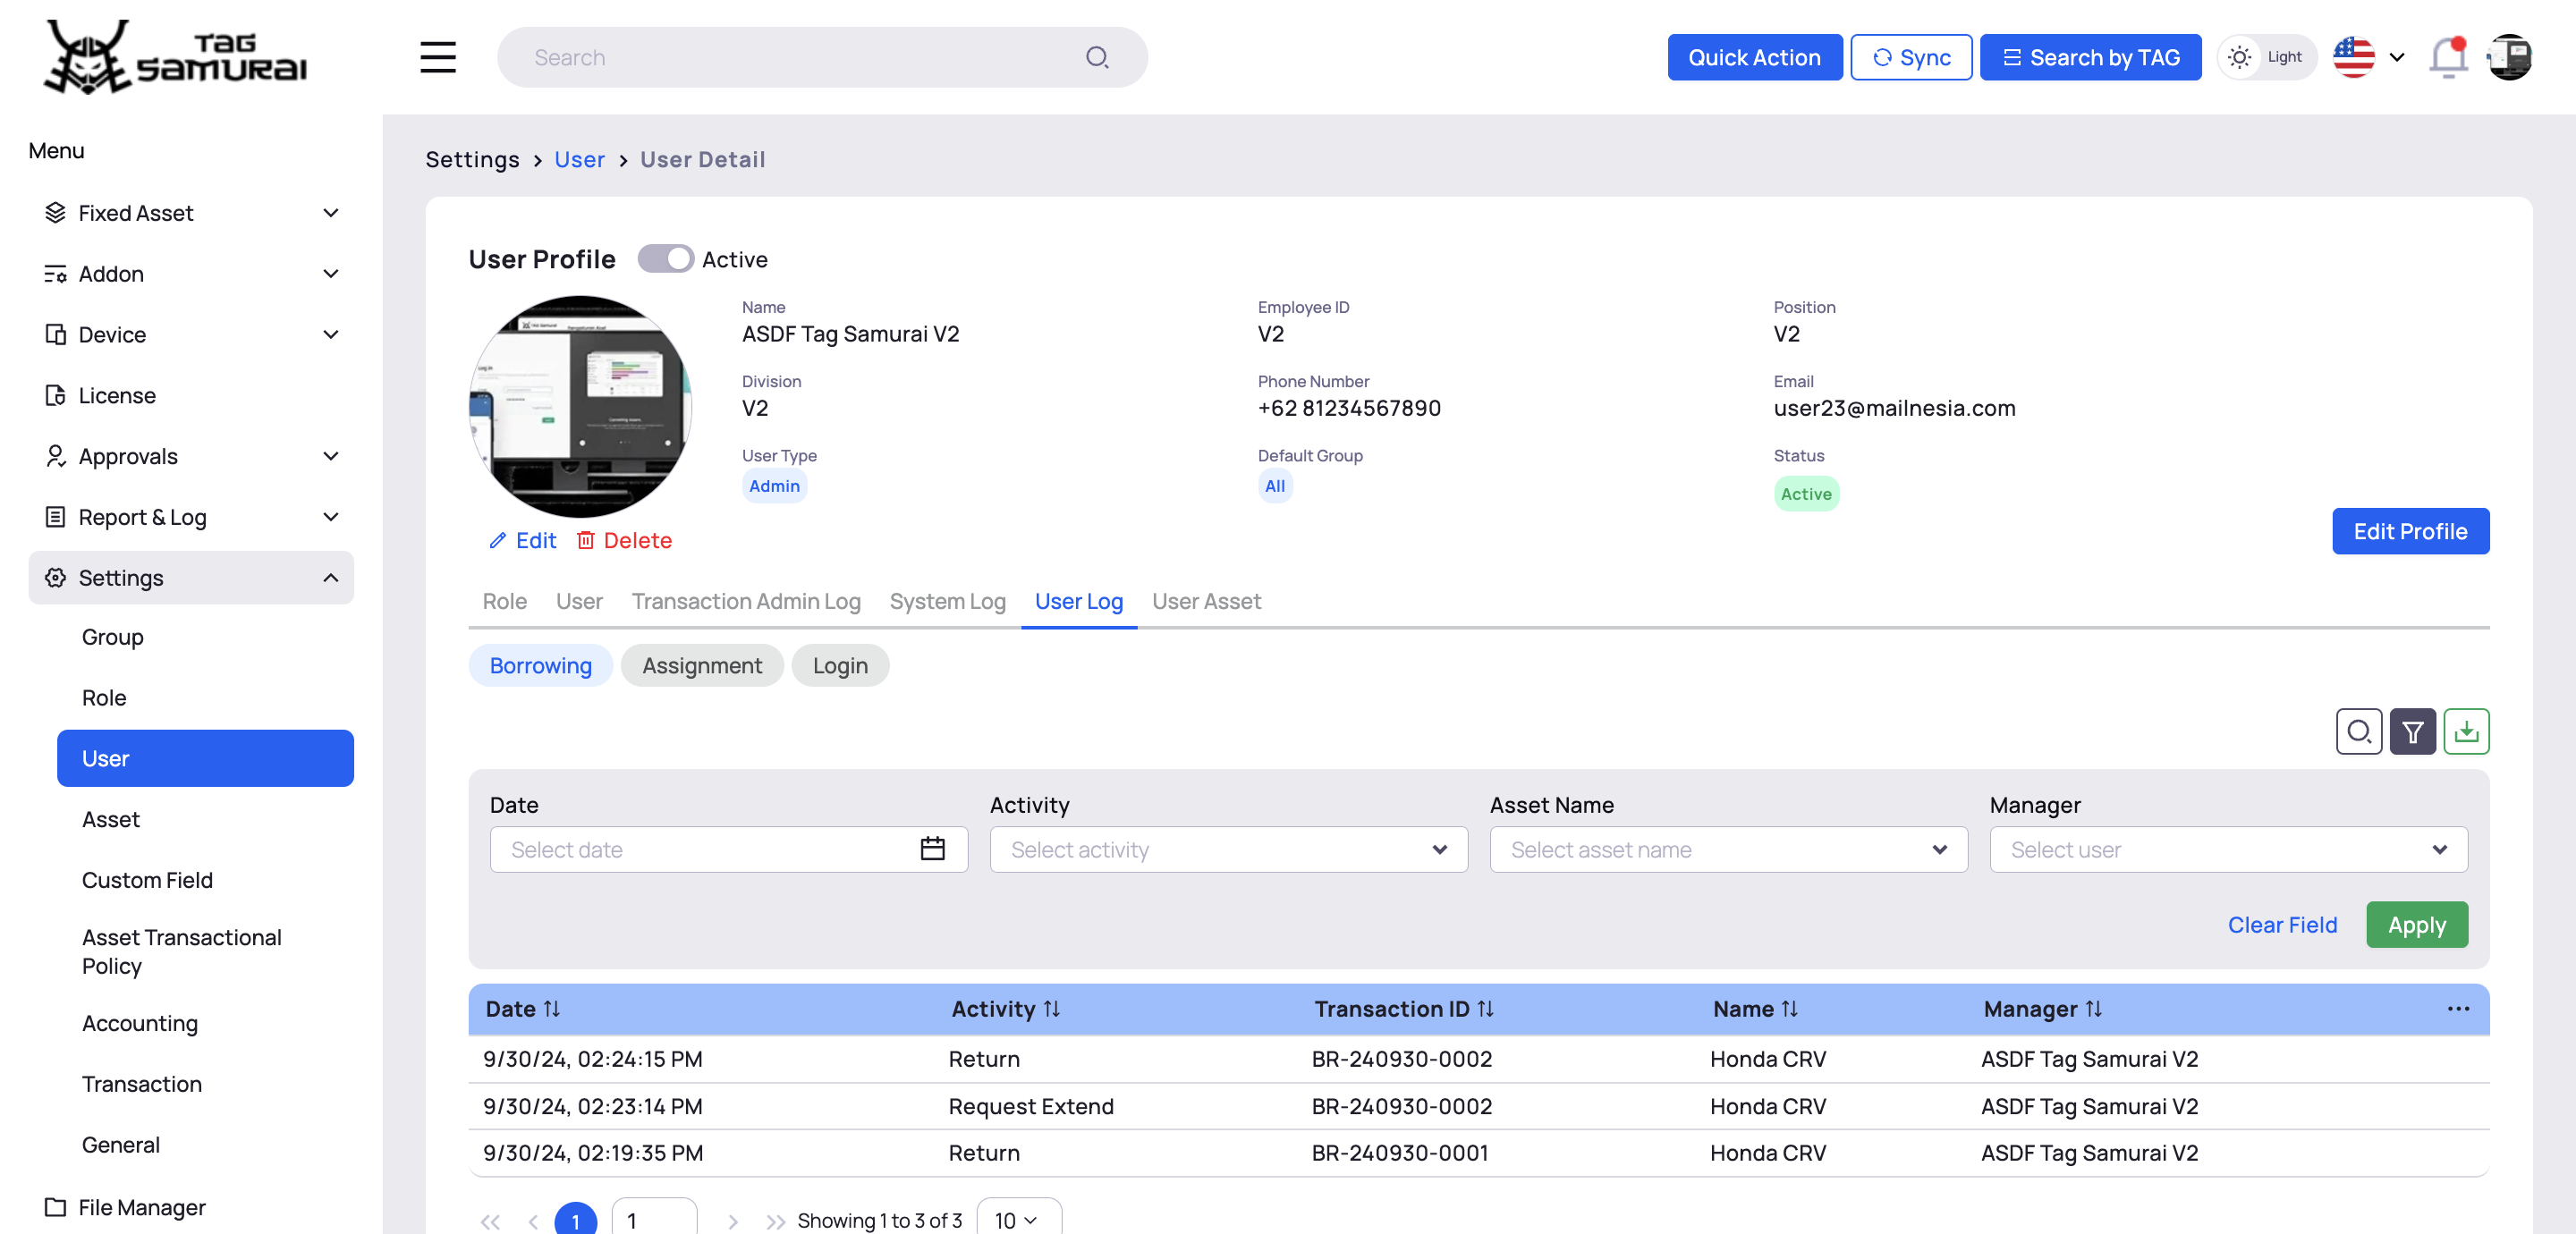 TAG SAMURAI
Search
Quick Action
Sync
Search by TAG
Light
Menu
Fixed Asset
Addon
Device
License
Approvals
Report & Log
Settings
Group
Role
User
Asset
Custom Field
Asset Transactional
Policy
Accounting
Transaction
General
File Manager
Settings > User > User Detail
User Profile Active
Name
ASDF Tag Samurai V2
Employee ID
V2
Position
V2
Division
V2
Phone Number
+62 81234567890
Email
user23@mailnesia.com
User Type
Admin
Default Group
All
Status
Active
Edit Delete
Edit Profile
Role User Transaction Admin Log System Log User Log User Asset
Borrowing Assignment Login
Date Activity Asset Name Manager
Select date Select activity Select asset name Select user
Clear Field Apply
Date Activity Transaction ID Name Manager ...
9/30/24, 02:24:15 PM Return BR-240930-0002 Honda CRV ASDF Tag Samurai V2
9/30/24, 02:23:14 PM Request Extend BR-240930-0002 Honda CRV ASDF Tag Samurai V2
9/30/24, 02:19:35 PM Return BR-240930-0001 Honda CRV ASDF Tag Samurai V2
1 1 Showing 1 to 3 of 3 10